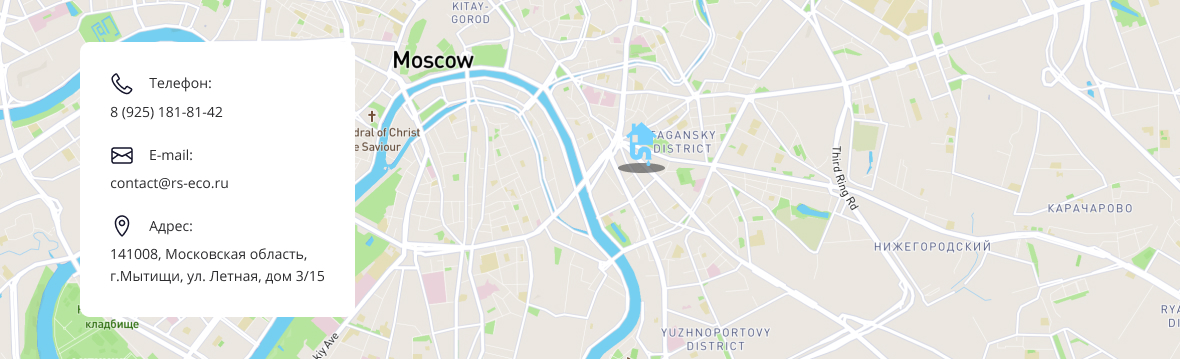 Телефон:
8 (925) 181-81-42
E-mail:
contact@rs-eco.ru
Адрес:
141008, Московская область,
г.Мытищи, ул. Летная, дом 3/15
KITAY-
GOROD
Moscow
dral of Christ
e Saviour
TAGANSKY
DISTRICT
Third Ring Rd
КАРАЧАРОВО
НИЖЕГОРОДСКИЙ
YUZHNOPORTOVY
DISTRICT
RYA
DIS
кладбище
kiy Ave